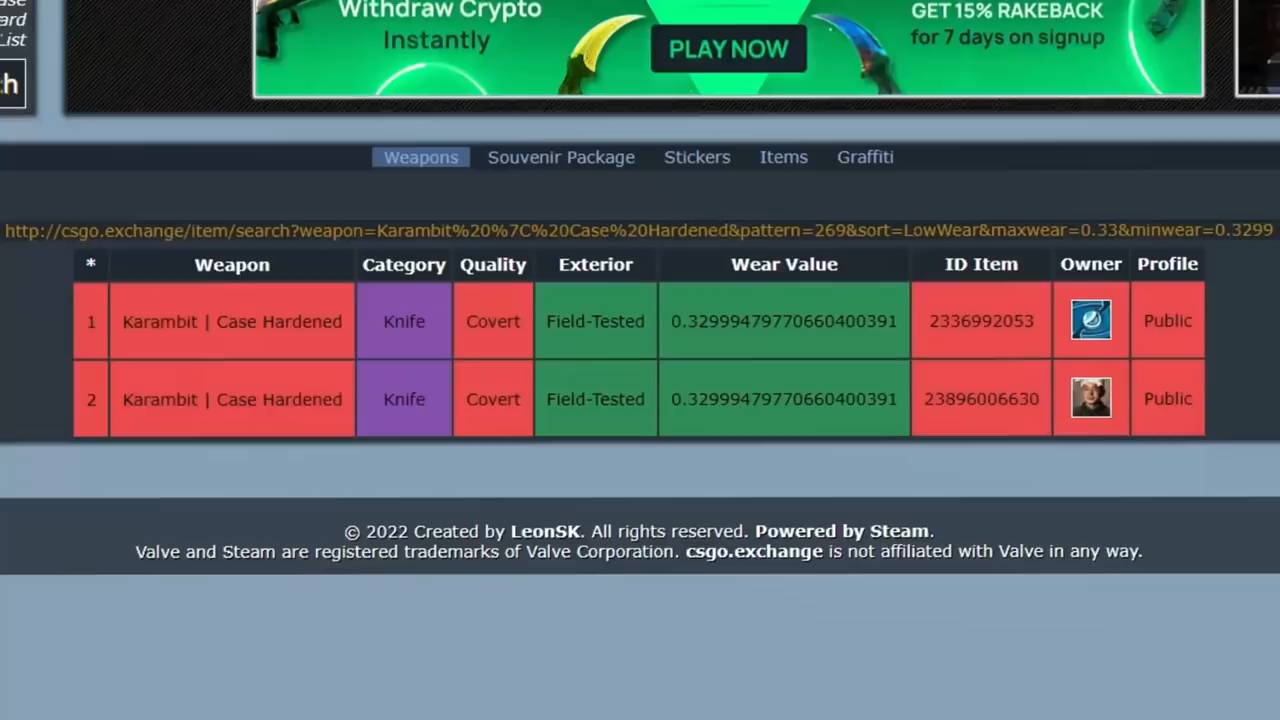 ase
ard
List
ch
Withdraw Crypto
Instantly
PLAY NOW
GET 15% RAKEBACK
for 7 days on signup
Weapons Souvenir Package Stickers Items Graffiti
http://csgo.exchange/item/search?weapon=Karambit%20%7C%20Case%20Hardened&pattern=269&sort=LowWear&maxwear=0.33&minwear=0.3299
* Weapon Category Quality Exterior Wear Value ID Item Owner Profile
1 Karambit | Case Hardened Knife Covert Field-Tested 0.32999479770660400391 2336992053 Public
2 Karambit | Case Hardened Knife Covert Field-Tested 0.32999479770660400391 23896006630 Public
© 2022 Created by LeonSK. All rights reserved. Powered by Steam.
Valve and Steam are registered trademarks of Valve Corporation. csgo.exchange is not affiliated with Valve in any way.